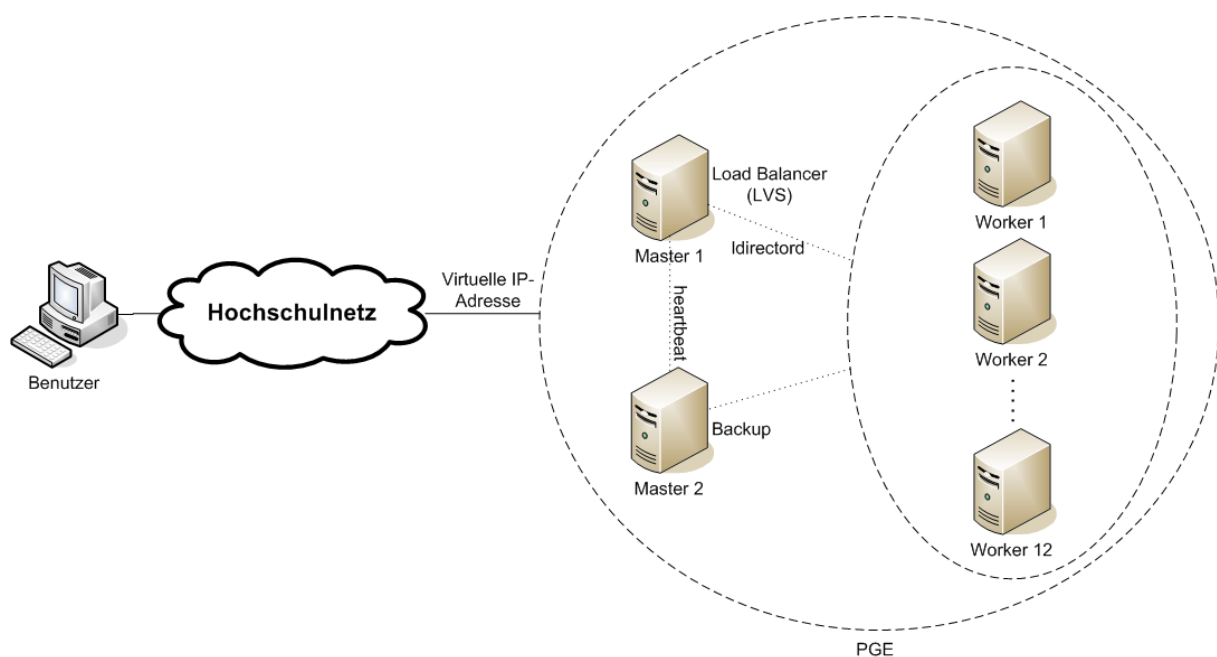 Benutzer
Hochschulnetz
Virtuelle IP-
Adresse
Master 1
Load Balancer
(LVS)
ldirectord
heartbeat
Master 2
Backup
Worker 1
Worker 2
Worker 12
PGE